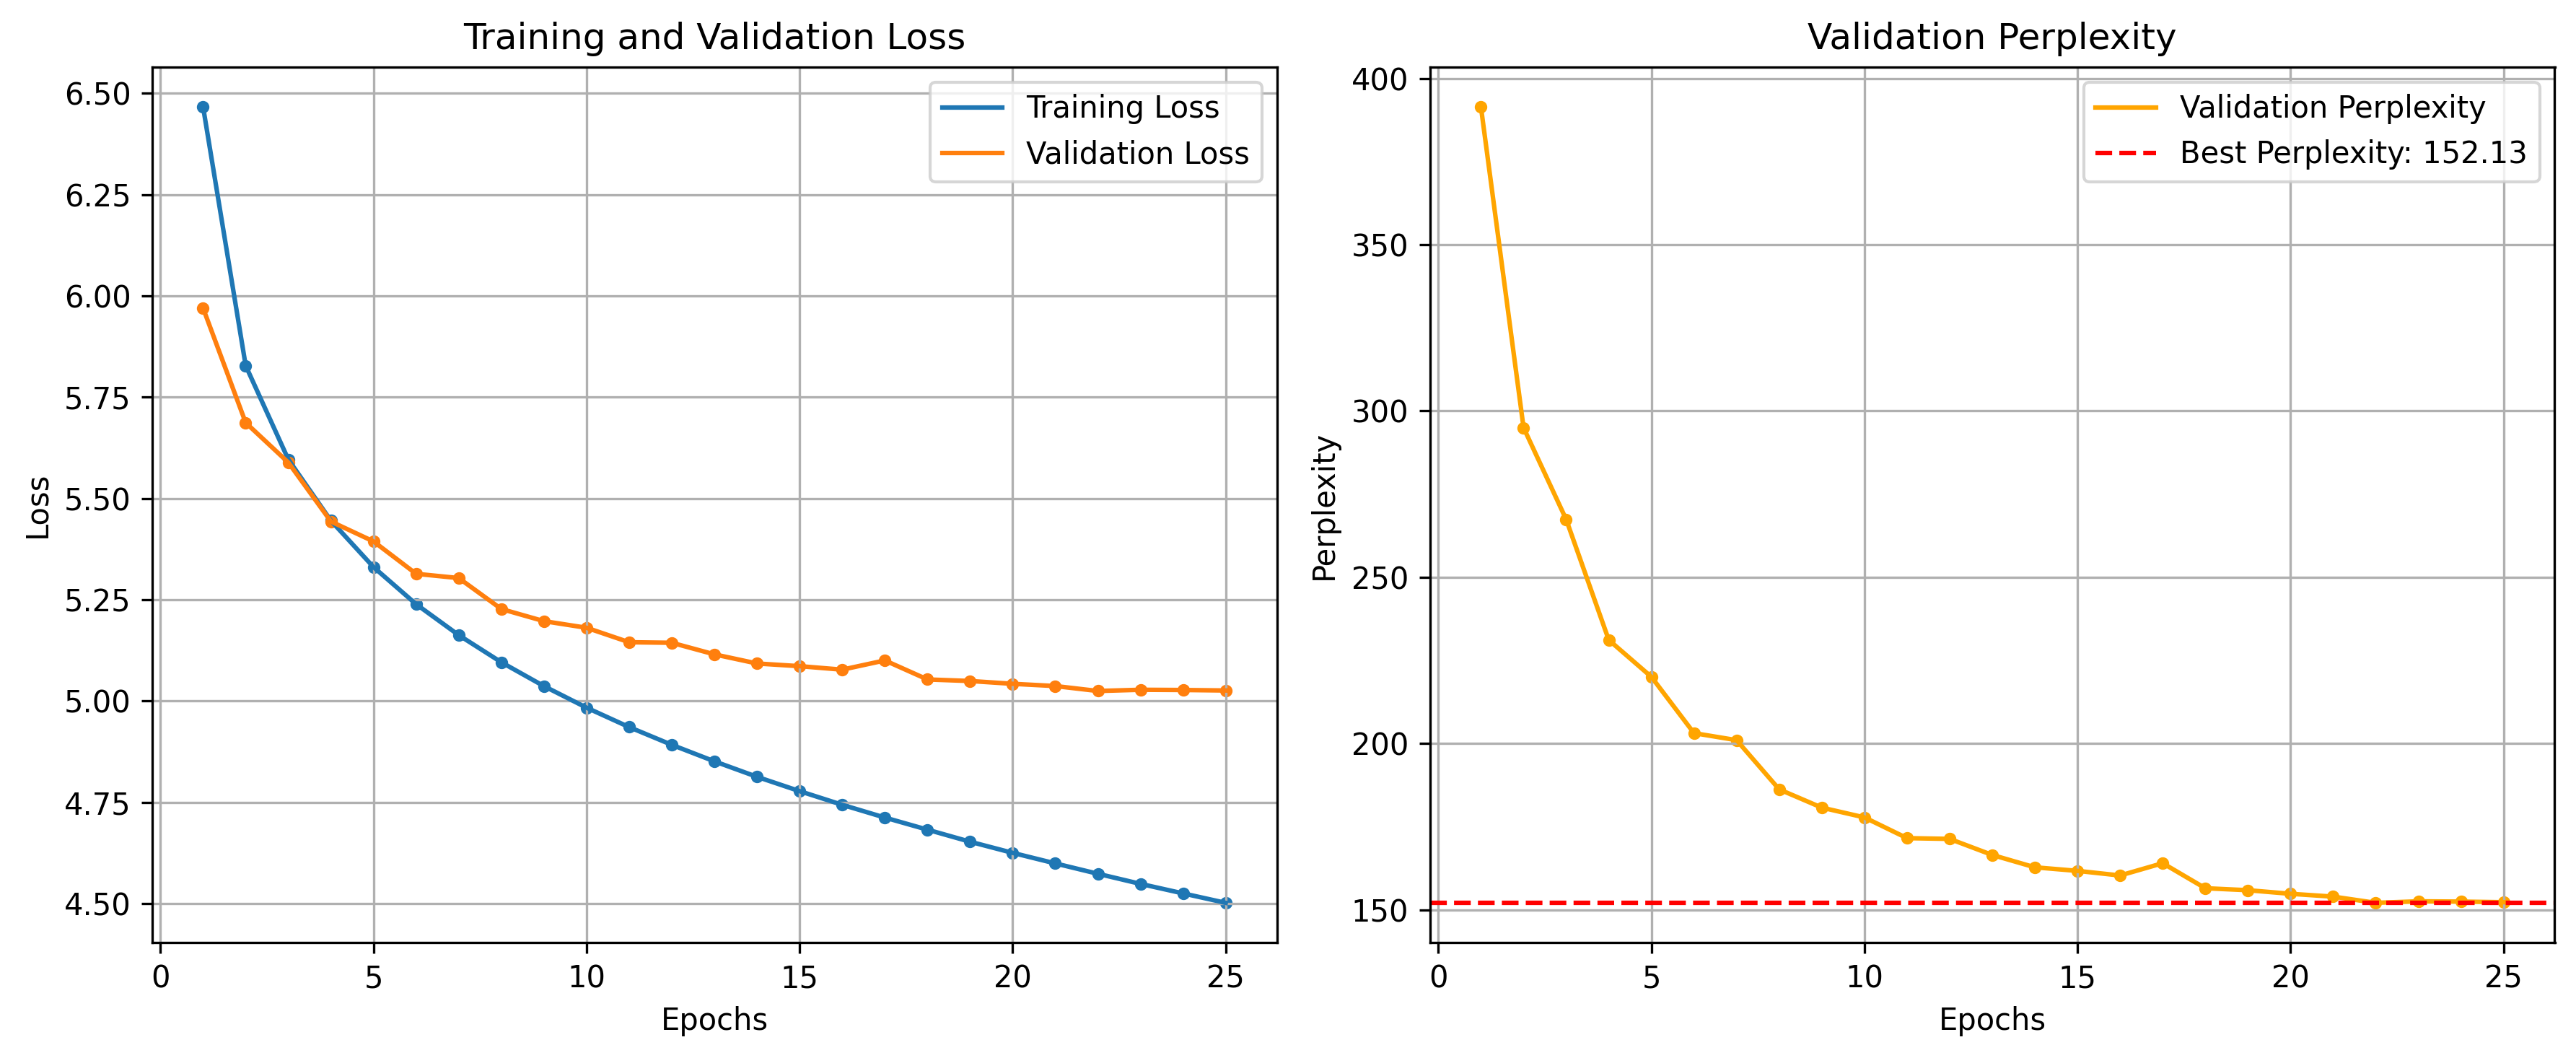 Training and Validation Loss
6.50
6.25
6.00
5.75
5.50
5.25
5.00
4.75
4.50
Loss
0 5 10 15 20 25
Epochs
Training Loss
Validation Loss
Validation Perplexity
400
350
300
250
200
150
Perplexity
0 5 10 15 20 25
Epochs
Validation Perplexity
Best Perplexity: 152.13